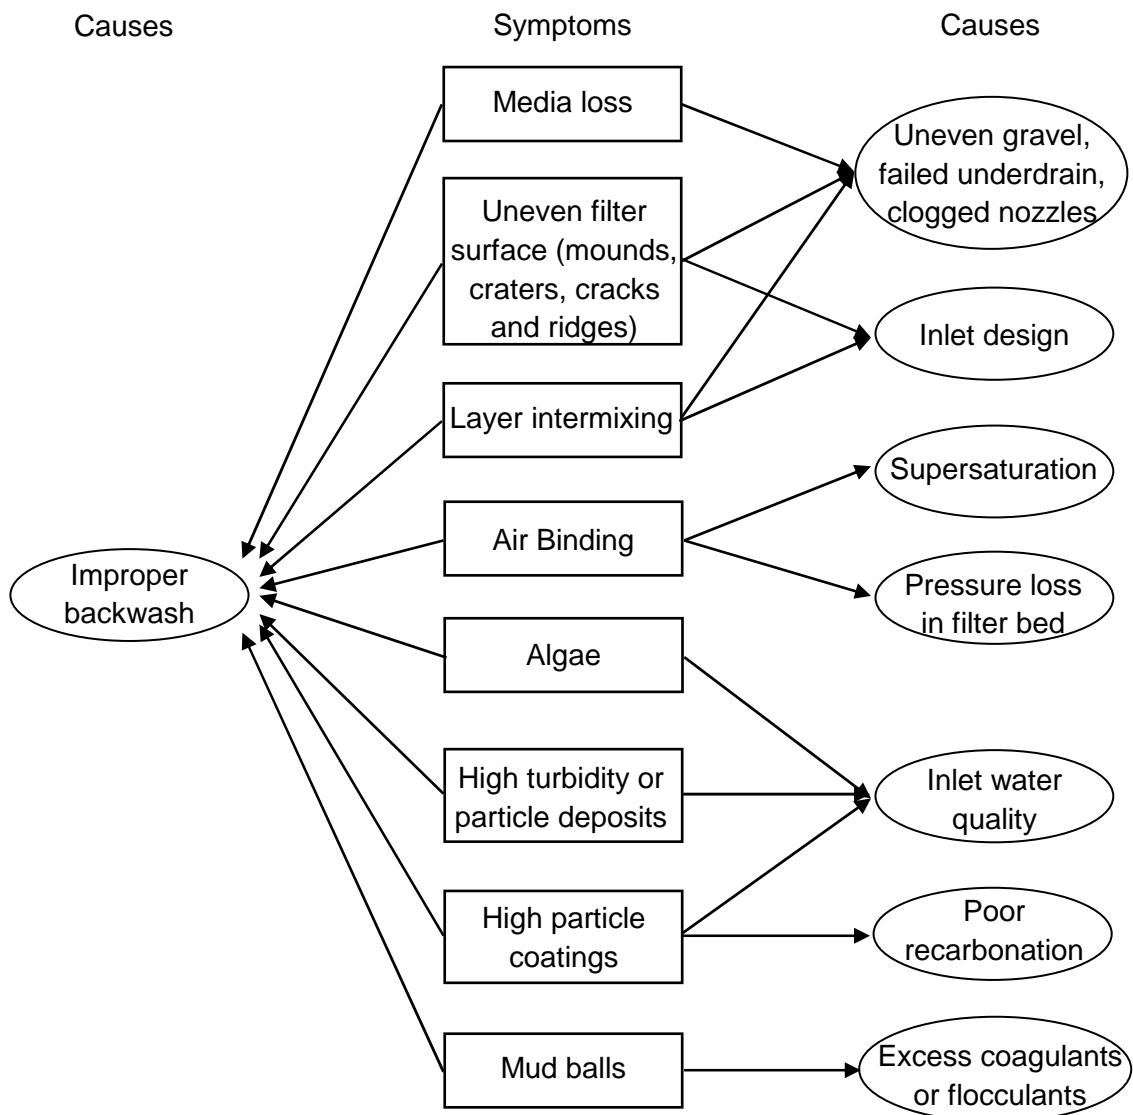 Causes
Symptoms
Causes
Media loss
Uneven gravel,
failed underdrain,
clogged nozzles
Uneven filter
surface (mounds,
craters, cracks
and ridges)
Inlet design
Layer intermixing
Supersaturation
Air Binding
Improper
backwash
Pressure loss
in filter bed
Algae
High turbidity or
particle deposits
Inlet water
quality
High particle
coatings
Poor
recarbonation
Mud balls
Excess coagulants
or flocculants